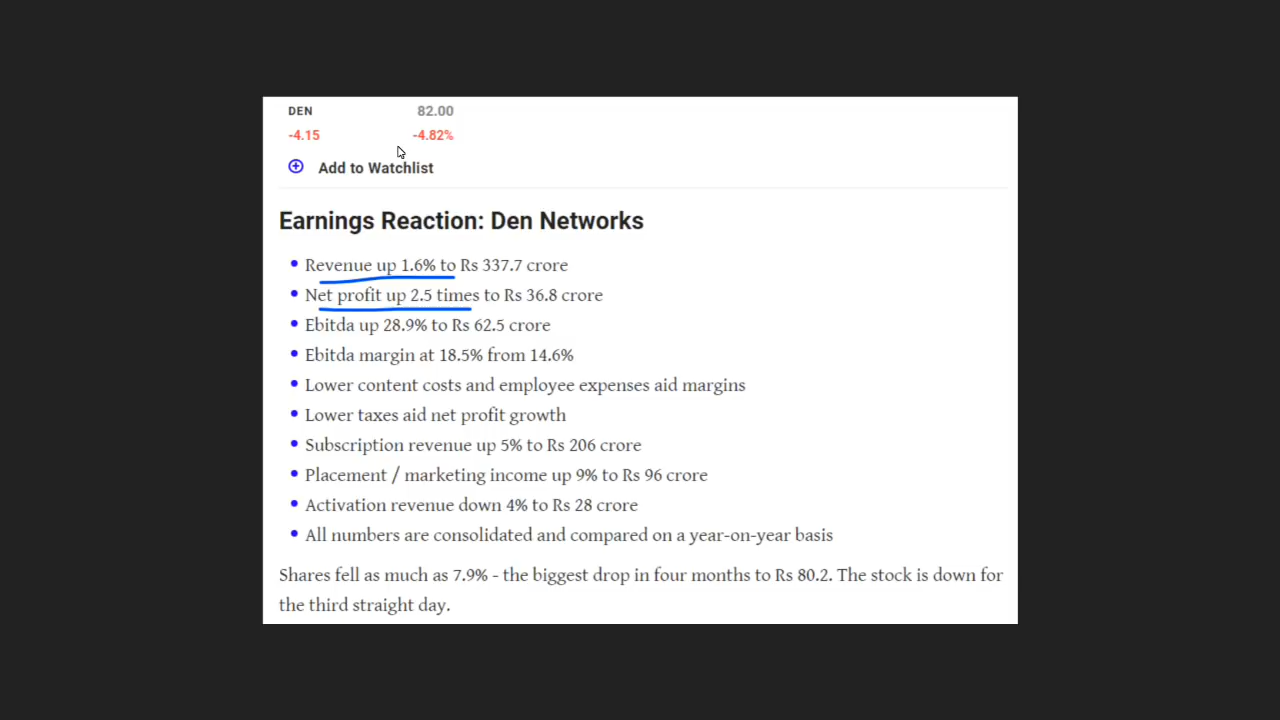 DEN 82.00
-4.15 -4.82%
Add to Watchlist
Earnings Reaction: Den Networks
Revenue up 1.6% to Rs 337.7 crore
Net profit up 2.5 times to Rs 36.8 crore
Ebitda up 28.9% to Rs 62.5 crore
Ebitda margin at 18.5% from 14.6%
Lower content costs and employee expenses aid margins
Lower taxes aid net profit growth
Subscription revenue up 5% to Rs 206 crore
Placement / marketing income up 9% to Rs 96 crore
Activation revenue down 4% to Rs 28 crore
All numbers are consolidated and compared on a year-on-year basis
Shares fell as much as 7.9% - the biggest drop in four months to Rs 80.2. The stock is down for
the third straight day.